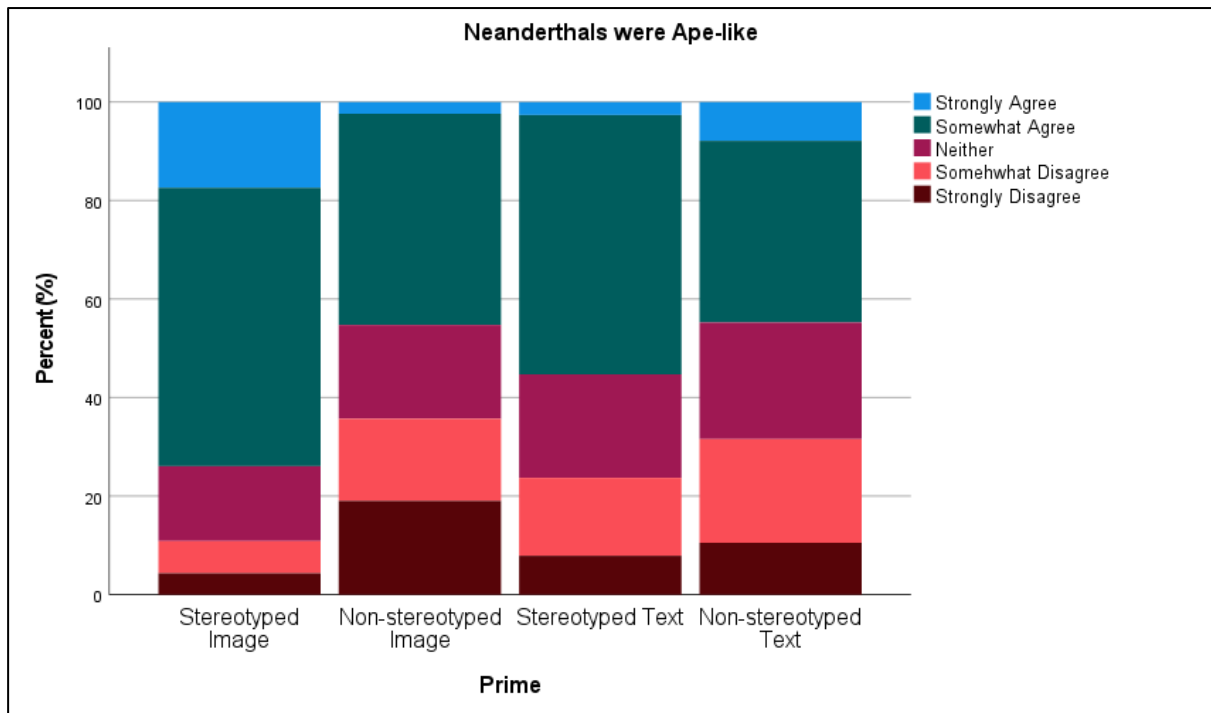 Neanderthals were Ape-like
100
80
60
40
20
0
Percent (%)
Strongly Agree
Somewhat Agree
Neither
Somehwhat Disagree
Strongly Disagree
Stereotyped
Image
Non-stereotyped
Image
Stereotyped Text
Non-stereotyped
Text
Prime